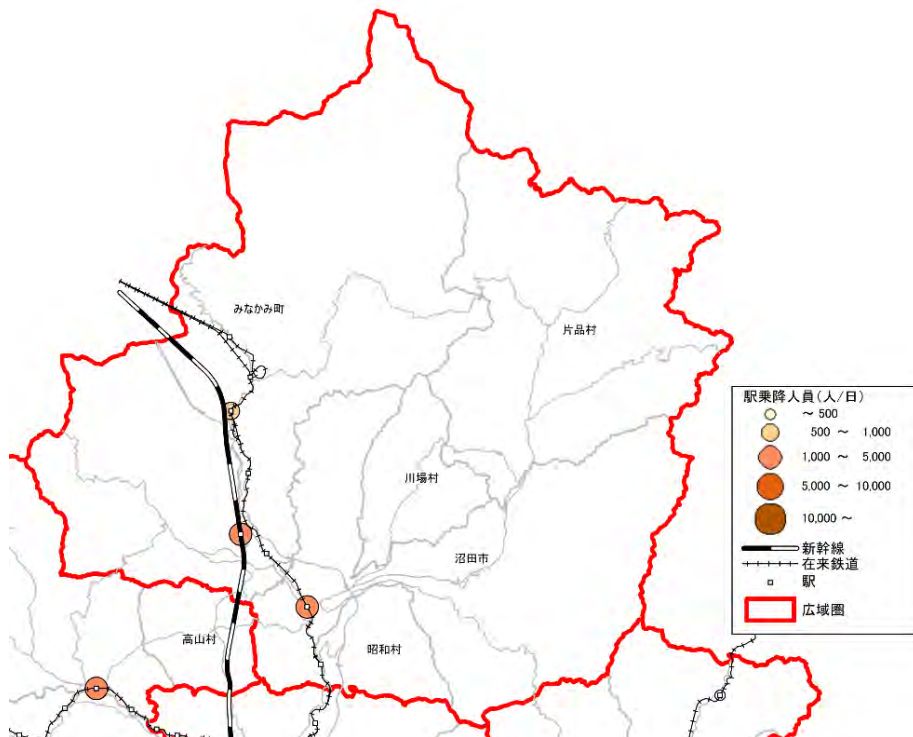 みなかみ町
片品村
川場村
沼田市
高山村
昭和村
駅乗降人員(人/日)
～ 500
500 ～ 1,000
1,000 ～ 5,000
5,000 ～ 10,000
10,000 ～
新幹線
在来鉄道
駅
広域圏